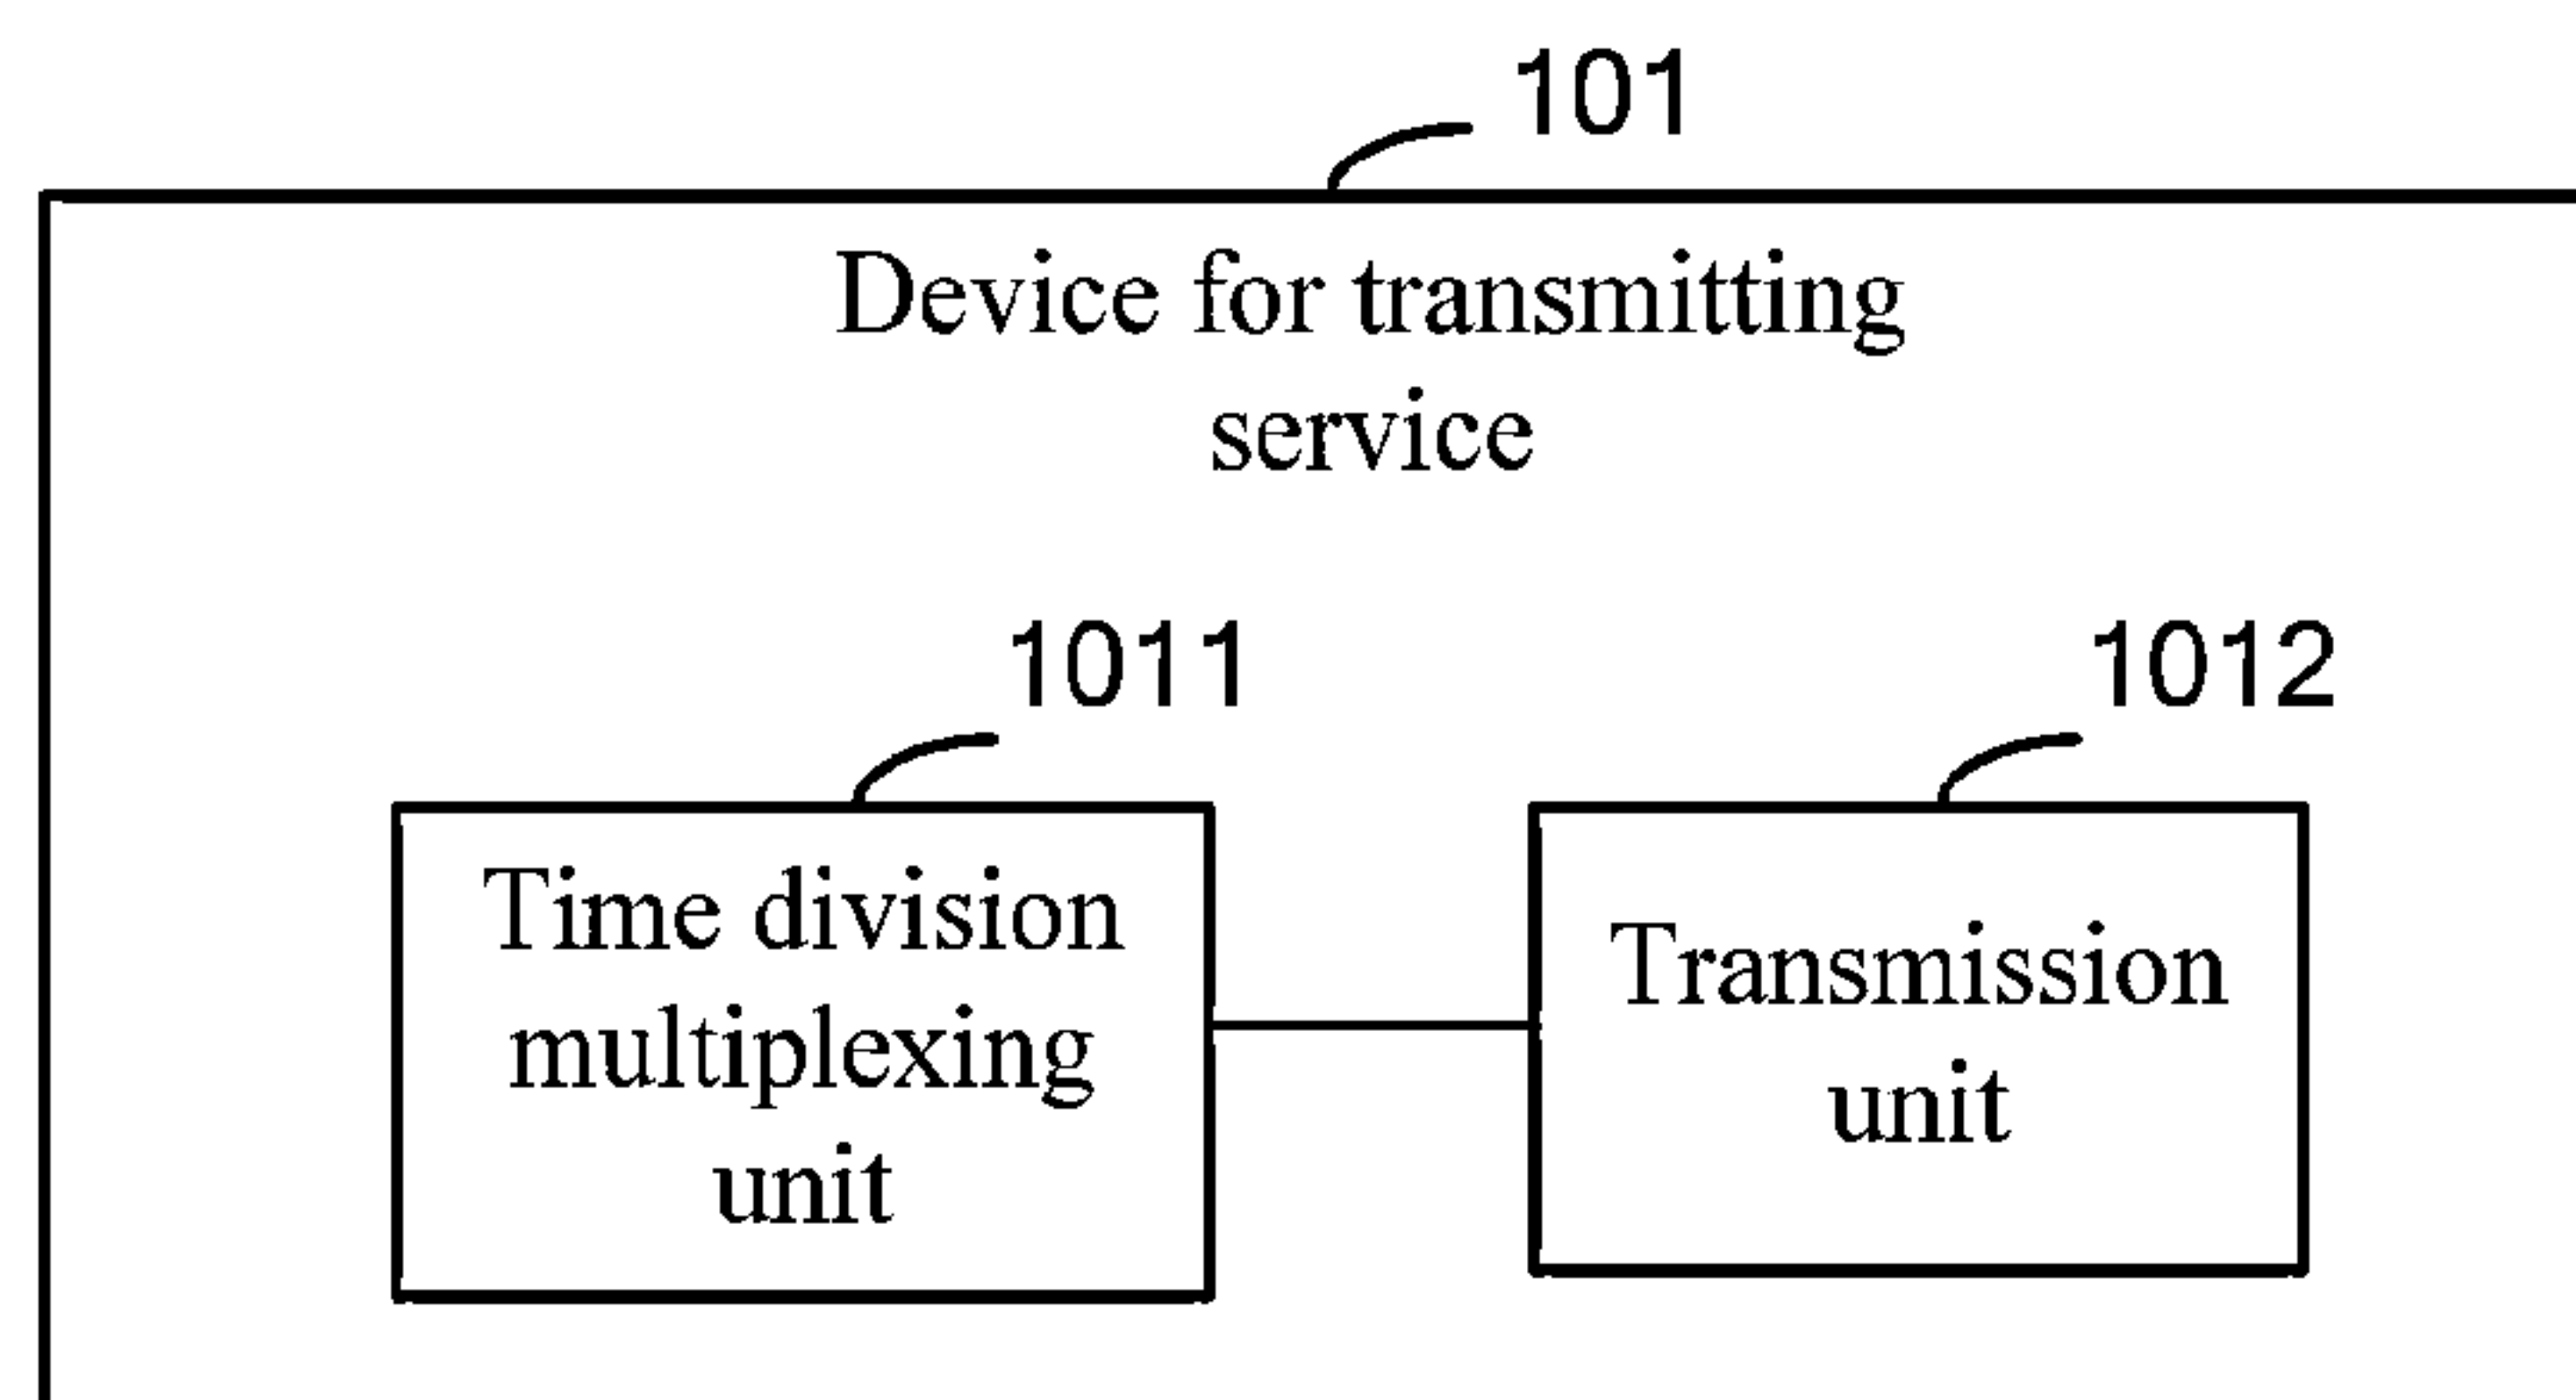 101
Device for transmitting
service
1011
1012
Time division
multiplexing
unit
Transmission
unit